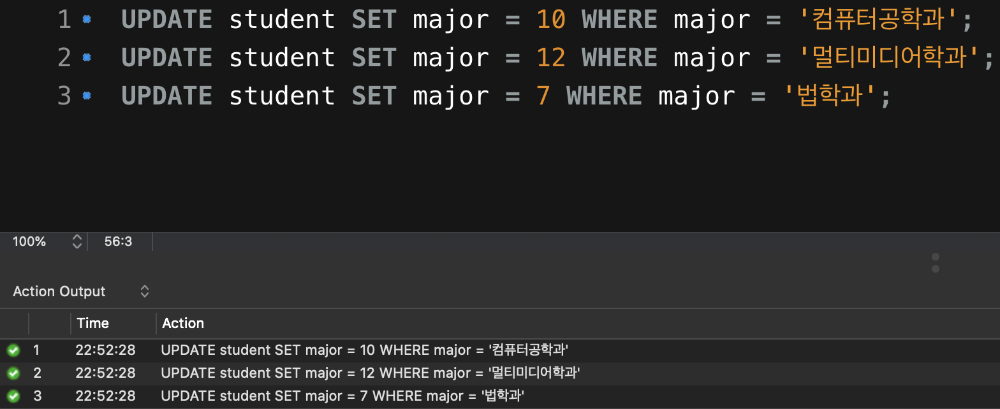 1 UPDATE student SET major = 10 WHERE major = '컴퓨터공학과';
2 UPDATE student SET major = 12 WHERE major = '멀티미디어학과';
3 UPDATE student SET major = 7 WHERE major = '법학과';
100% 56:3
Action Output
Time Action
1 22:52:28 UPDATE student SET major = 10 WHERE major = '컴퓨터공학과'
2 22:52:28 UPDATE student SET major = 12 WHERE major = '멀티미디어학과'
3 22:52:28 UPDATE student SET major = 7 WHERE major = '법학과'